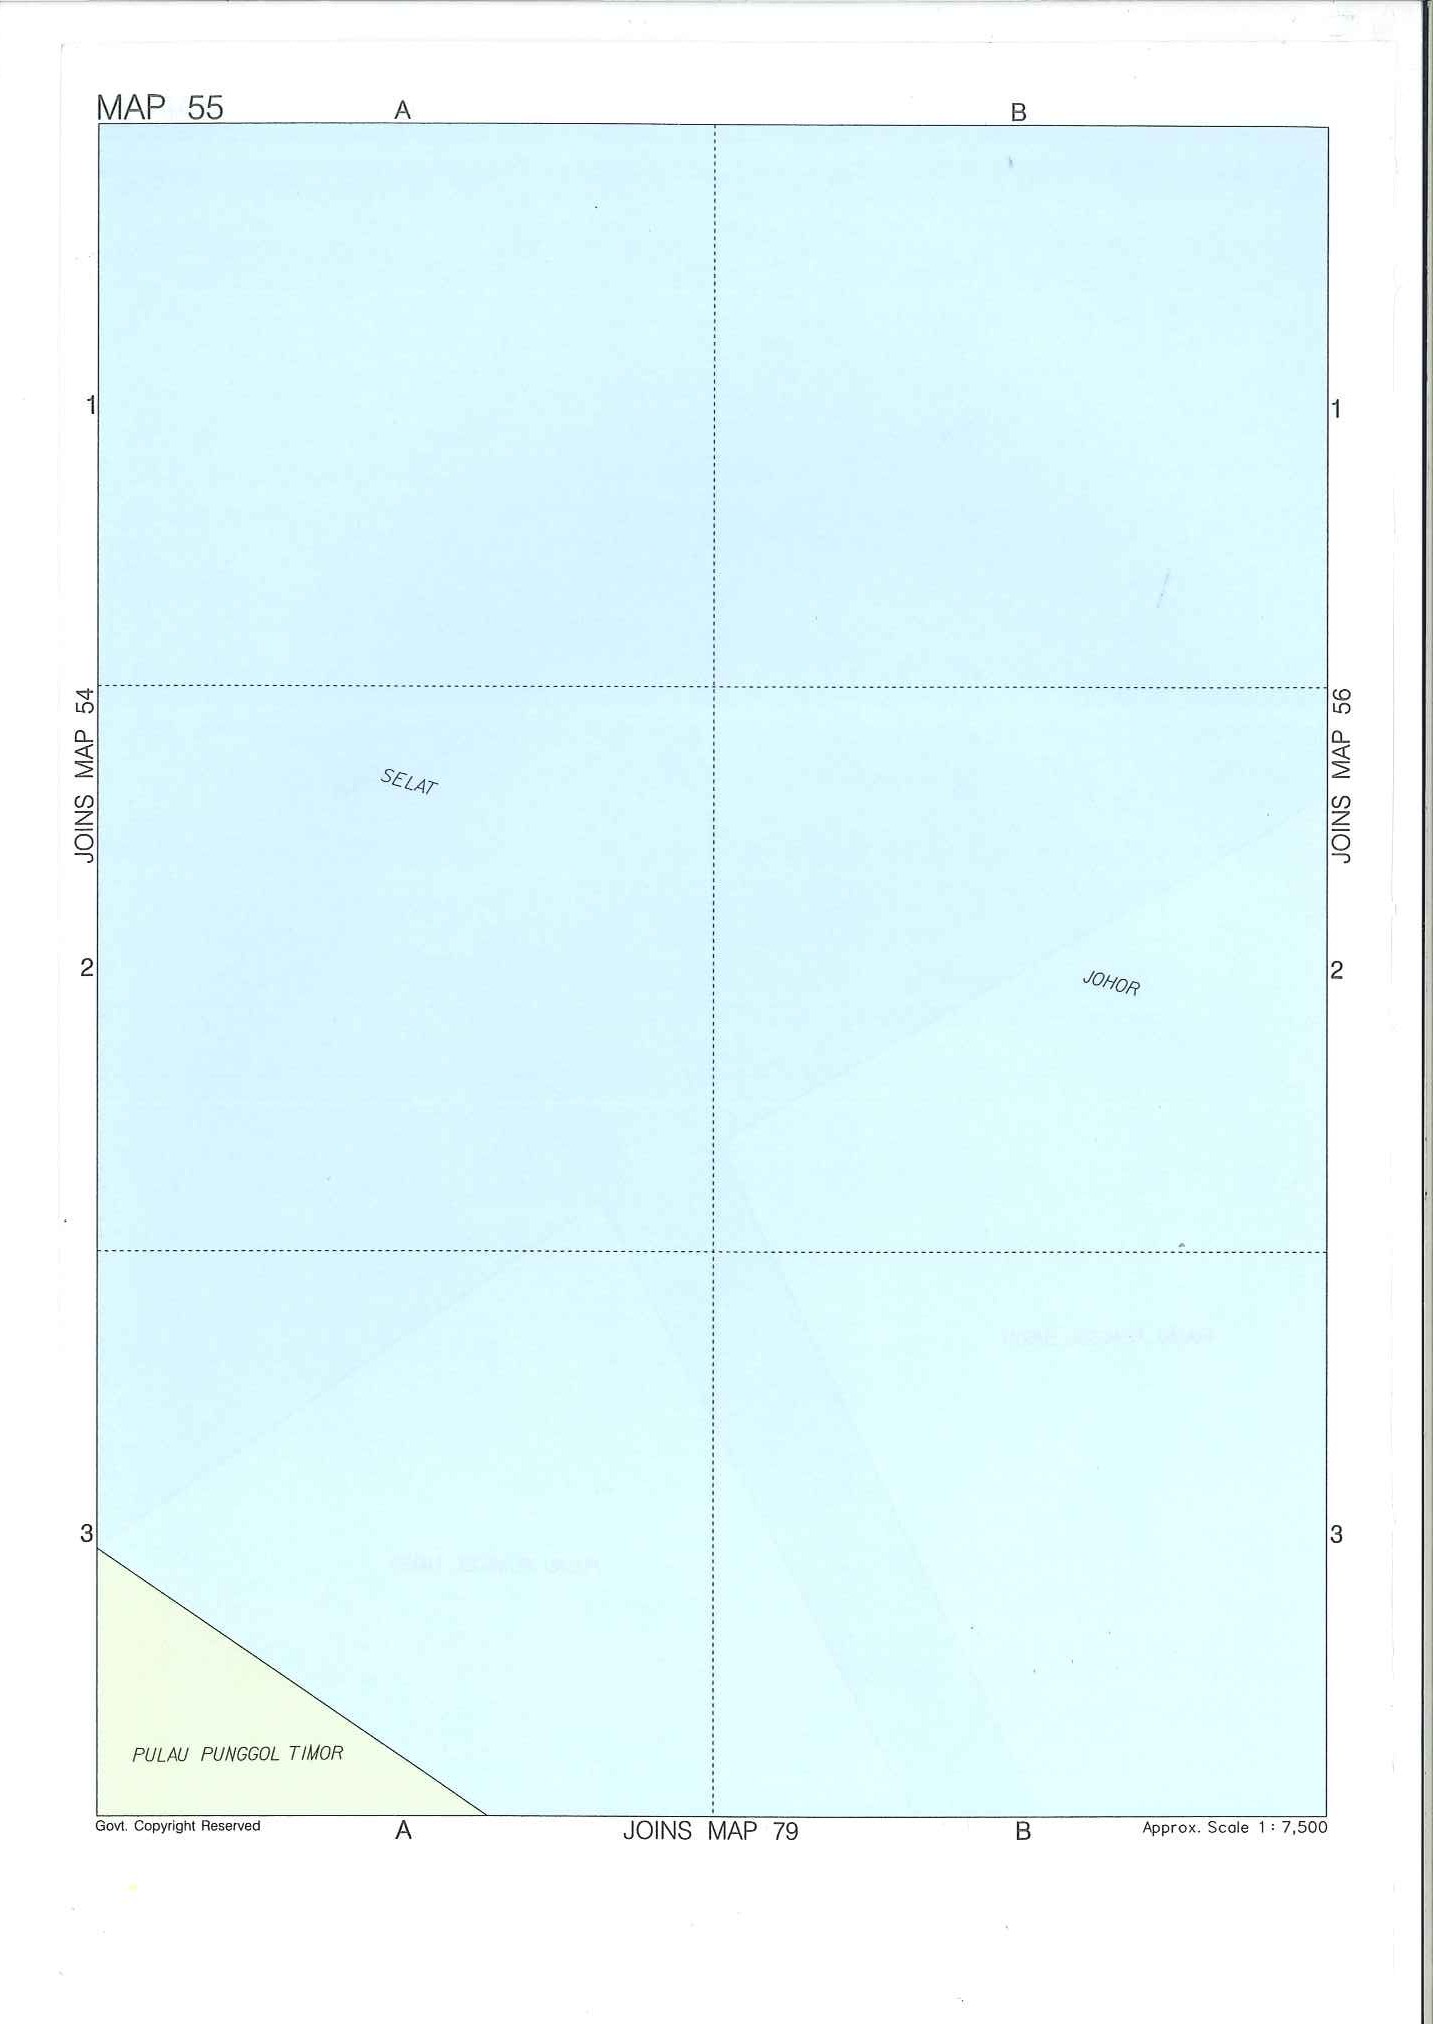 MAP 55
A
B
1
1
JOINS MAP 54
JOINS MAP 56
SELAT
2
2
JOHOR
3
3
PULAU PUNGGOL TIMOR
Govt. Copyright Reserved
A
JOINS MAP 79
B
Approx. Scale 1 : 7,500